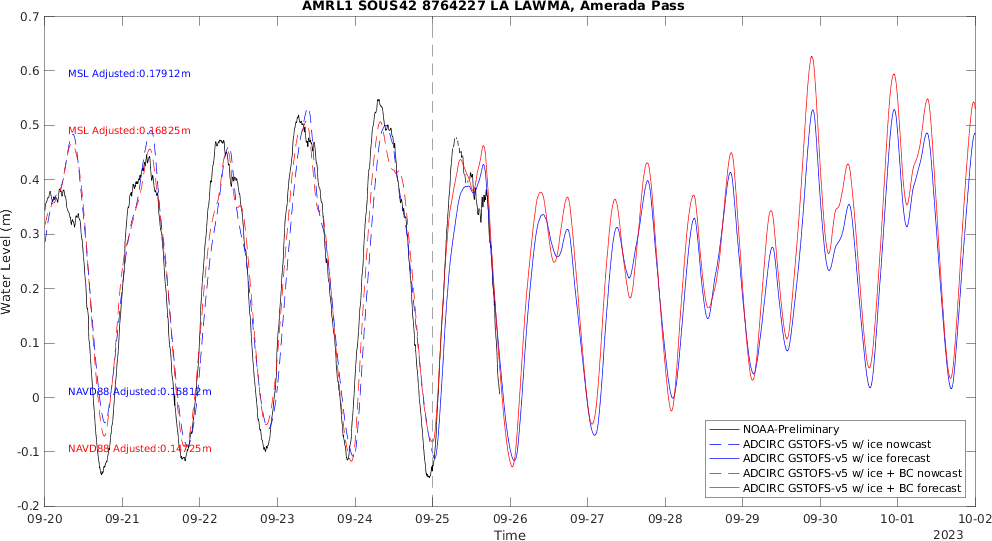 AMRL1 SOUS42 8764227 LA LAWMA, Amerada Pass
0.7
0.6
0.5
0.4
0.3
0.2
0.1
0
-0.1
-0.2
Water Level (m)
MSL Adjusted:0.17912m
MSL Adjusted:0.16825m
NAVD88 Adjusted:0.15812m
NAVD88 Adjusted:0.14725m
NOAA-Preliminary
ADCIRC GSTOFS-v5 w/ ice nowcast
ADCIRC GSTOFS-v5 w/ ice forecast
ADCIRC GSTOFS-v5 w/ ice + BC nowcast
ADCIRC GSTOFS-v5 w/ ice + BC forecast
09-20 09-21 09-22 09-23 09-24 09-25 09-26 09-27 09-28 09-29 09-30 10-01 10-02
Time
2023